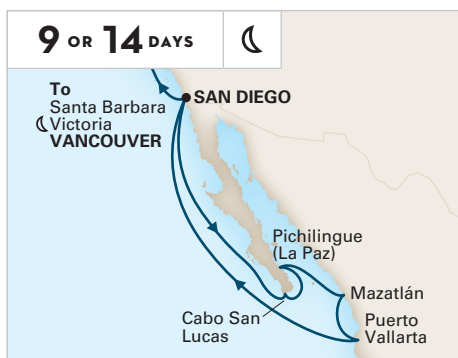 9 OR 14 DAYS
To
Santa Barbara
Victoria
VANCOUVER
SAN DIEGO
Pichilingue
(La Paz)
Mazatlán
Cabo San
Lucas
Puerto
Vallarta